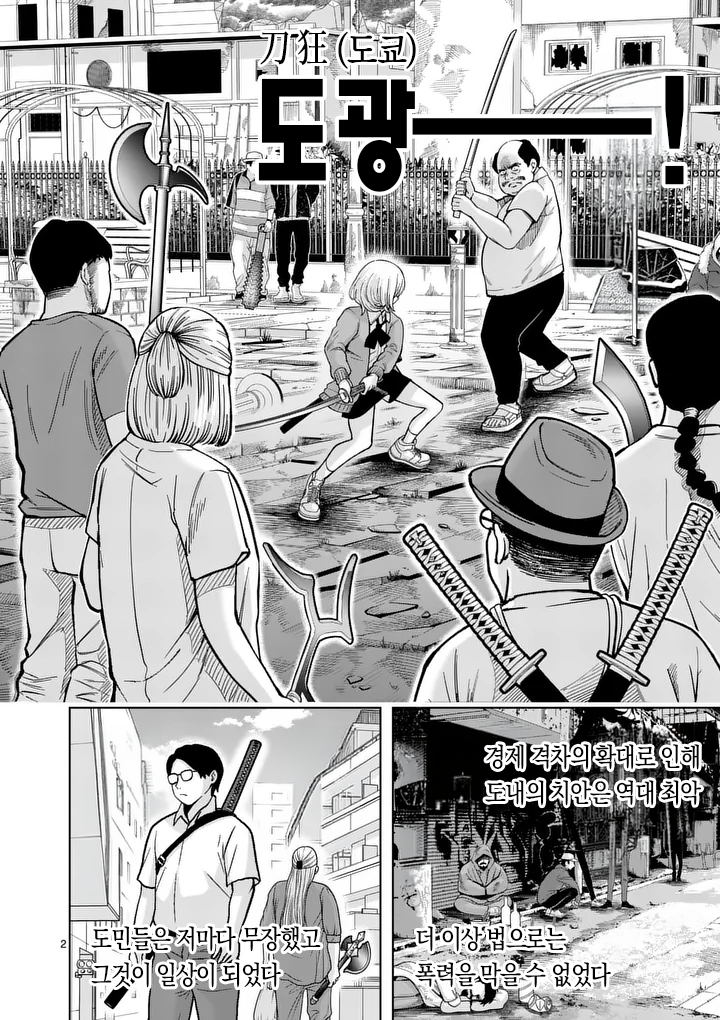 刀狂 (도쿄)
도광ー!
경제 격차의 확대로 인해
도내의 치안은 역대 최악
더 이상 법으로는
폭력을 막을 수 없었다
도민들은 저마다 무장했고
그것이 일상이 되었다
2